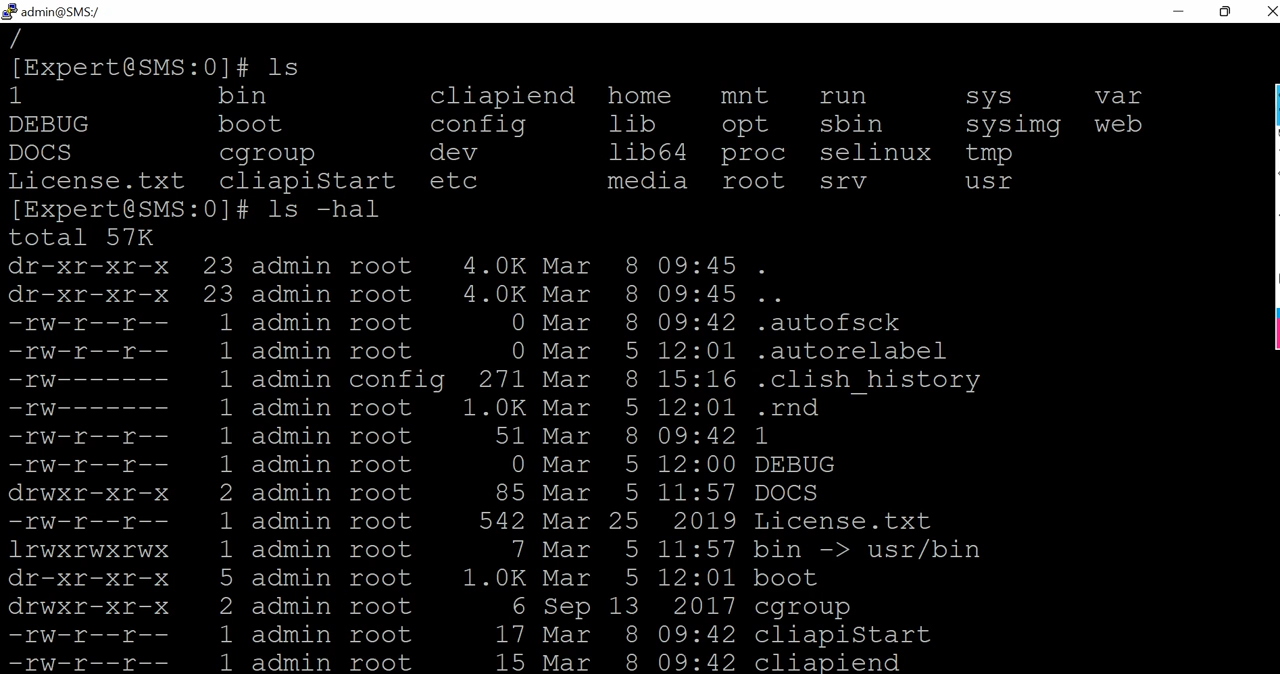 admin@SMS:/
/
[Expert@SMS:0]# ls
1             bin           cliapiend  home   mnt   run      sys     var
DEBUG         boot          config     lib    opt   sbin     sysimg  web
DOCS          cgroup        dev        lib64  proc  selinux  tmp
License.txt   cliapiStart   etc        media  root  srv      usr
[Expert@SMS:0]# ls -hal
total 57K
dr-xr-xr-x  23 admin root   4.0K Mar  8 09:45 .
dr-xr-xr-x  23 admin root   4.0K Mar  8 09:45 ..
-rw-r--r--   1 admin root      0 Mar  8 09:42 .autofsck
-rw-r--r--   1 admin root      0 Mar  5 12:01 .autorelabel
-rw-------   1 admin config  271 Mar  8 15:16 .clish_history
-rw-------   1 admin root   1.0K Mar  5 12:01 .rnd
-rw-r--r--   1 admin root     51 Mar  8 09:42 1
-rw-r--r--   1 admin root      0 Mar  5 12:00 DEBUG
drwxr-xr-x   2 admin root     85 Mar  5 11:57 DOCS
-rw-r--r--   1 admin root    542 Mar 25  2019 License.txt
lrwxrwxrwx   1 admin root      7 Mar  5 11:57 bin -> usr/bin
dr-xr-xr-x   5 admin root   1.0K Mar  5 12:01 boot
drwxr-xr-x   2 admin root      6 Sep 13  2017 cgroup
-rw-r--r--   1 admin root     17 Mar  8 09:42 cliapiStart
-rw-r--r--   1 admin root     15 Mar  8 09:42 cliapiend